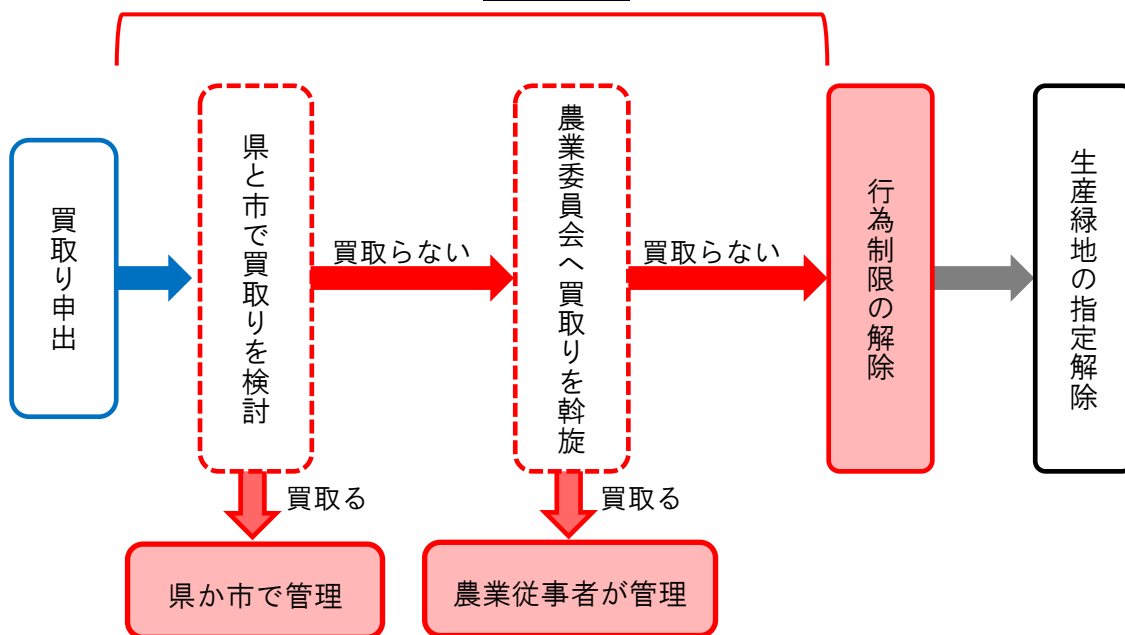 買取り申出
県と市で買取りを検討
買取らない
農業委員会へ買取りを斡旋
買取らない
行為制限の解除
生産緑地の指定解除
買取る
買取る
県か市で管理
農業従事者が管理